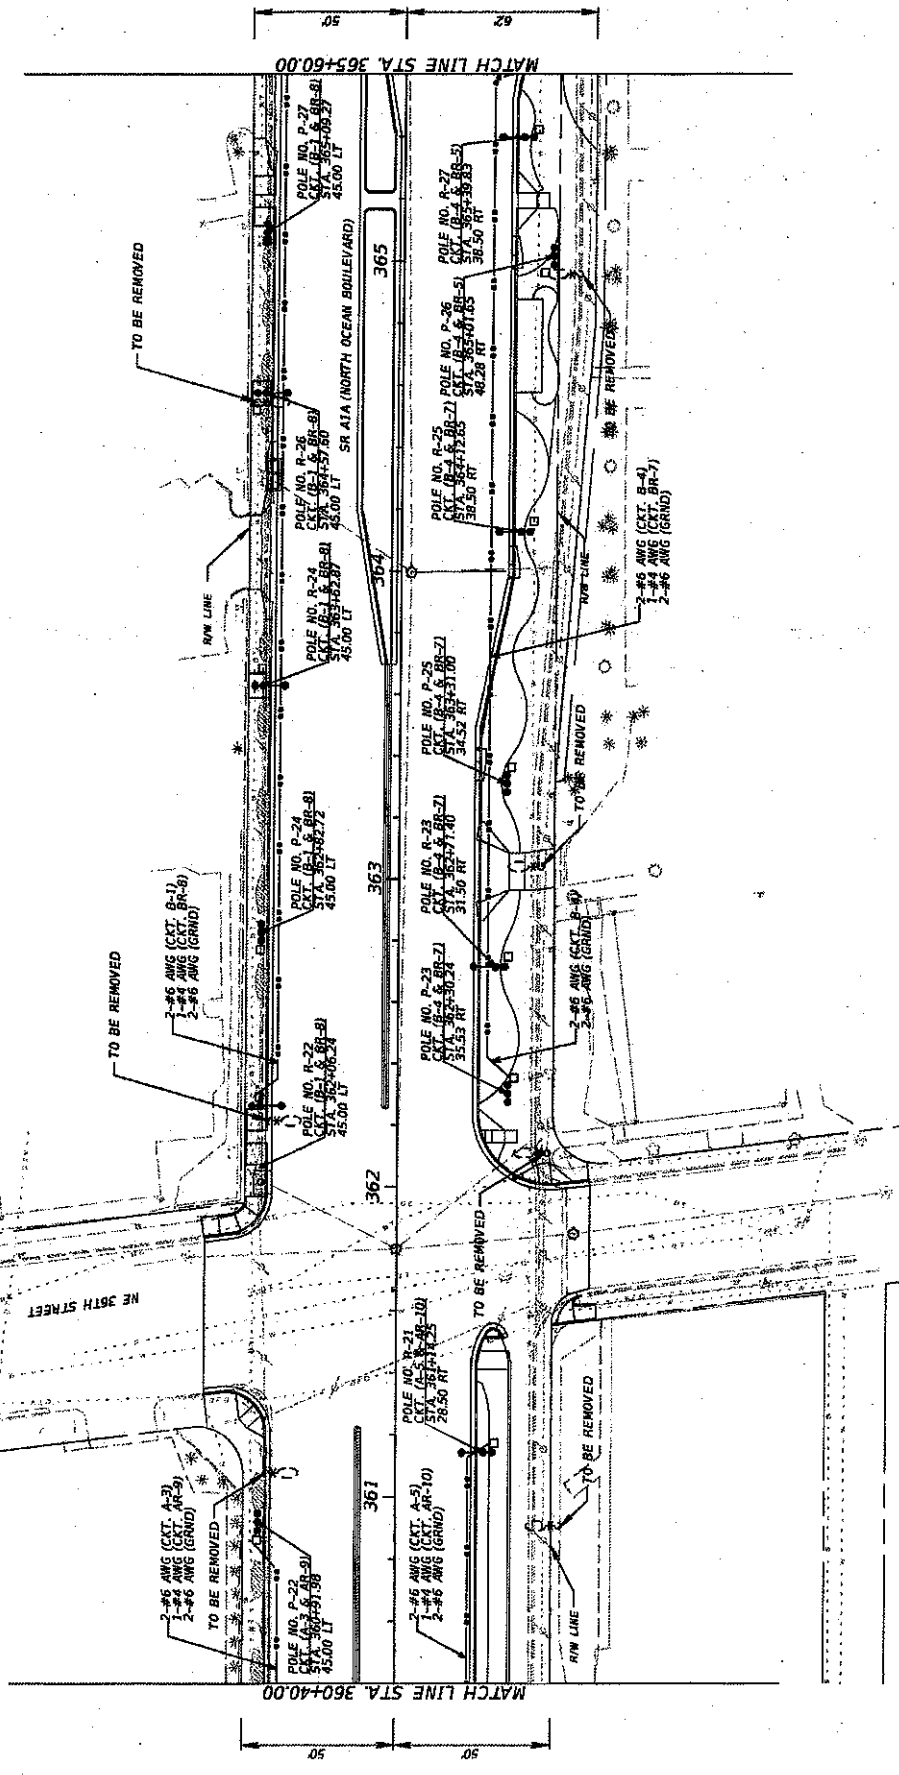 50'
62'
MATCH LINE STA. 365+60.00
POLE NO. P-27
CKT. (B-1 & BR-8)
STA. 365+09.27
45.00 LT
TO BE REMOVED
SR A1A (NORTH OCEAN BOULEVARD)
365
POLE NO. R-27
CKT. (B-4 & BR-5)
STA. 365+39.83
38.50 RT
POLE NO. P-26
CKT. (B-4 & BR-5)
STA. 365+01.65
48.28 RT
TO BE REMOVED
POLE NO. R-26
CKT. (B-1 & BR-8)
STA. 364+57.60
45.00 LT
POLE NO. R-25
CKT. (B-4 & BR-7)
STA. 364+12.65
38.50 RT
R/W LINE
364
R/W LINE
POLE NO. R-24
CKT. (B-1 & BR-8)
STA. 363+62.87
45.00 LT
2-#6 AWG (CKT. B-4)
1-#4 AWG (CKT. BR-7)
2-#6 AWG (GRND)
POLE NO. P-25
CKT. (B-4 & BR-7)
STA. 363+31.00
34.52 RT
TO BE REMOVED
POLE NO. P-24
CKT. (B-1 & BR-8)
STA. 362+82.72
45.00 LT
363
POLE NO. R-23
CKT. (B-4 & BR-7)
STA. 362+71.40
31.50 RT
2-#6 AWG (CKT. B-1)
1-#4 AWG (CKT. BR-8)
2-#6 AWG (GRND)
TO BE REMOVED
POLE NO. P-23
CKT. (B-4 & BR-7)
STA. 362+30.24
35.53 RT
2-#6 AWG (CKT. B-4)
2-#6 AWG (GRND)
POLE NO. R-22
CKT. (B-1 & BR-8)
STA. 362+06.24
45.00 LT
362
TO BE REMOVED
NE 36TH STREET
POLE NO. R-21
CKT. (A-5 & AR-10)
STA. 361+14.25
28.50 RT
TO BE REMOVED
2-#6 AWG (CKT. A-3)
1-#4 AWG (CKT. AR-9)
2-#6 AWG (GRND)
TO BE REMOVED
361
2-#6 AWG (CKT. A-5)
1-#4 AWG (CKT. AR-10)
2-#6 AWG (GRND)
R/W LINE
POLE NO. P-22
CKT. (A-3 & AR-9)
STA. 360+91.98
45.00 LT
MATCH LINE STA. 360+40.00
50'
50'